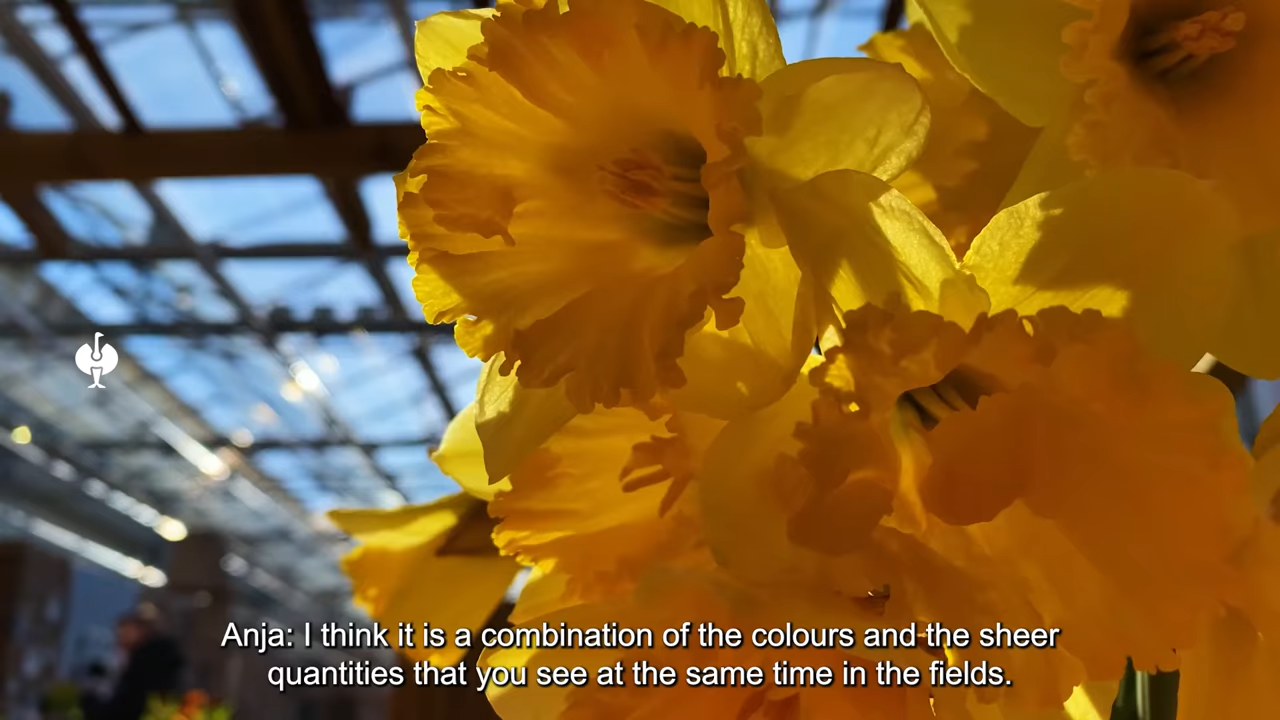 Anja: I think it is a combination of the colours and the sheer
quantities that you see at the same time in the fields.